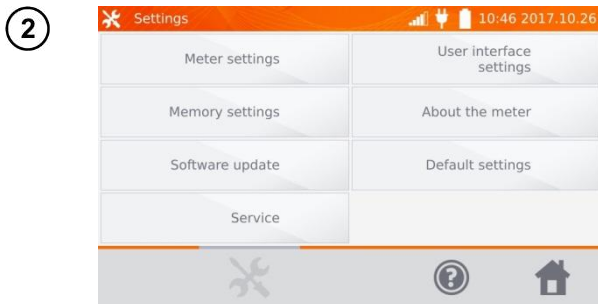 2
Settings
10:46 2017.10.26
Meter settings
User interface
settings
Memory settings
About the meter
Software update
Default settings
Service
?